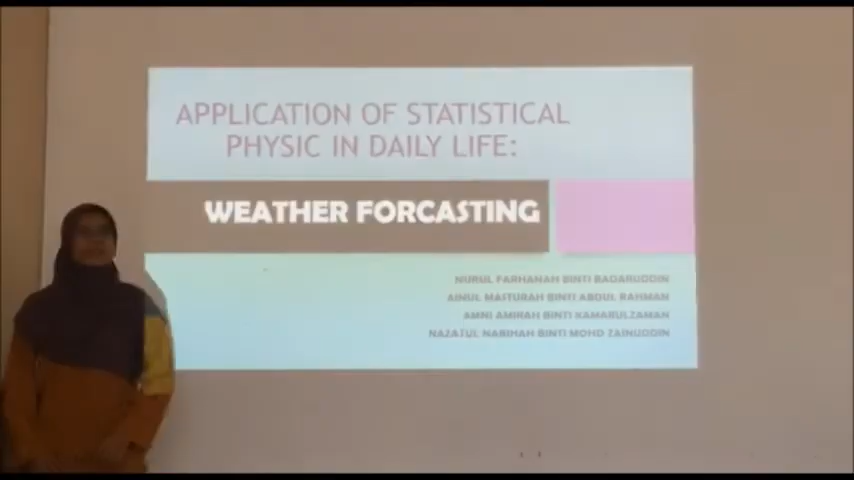 APPLICATION OF STATISTICAL
PHYSIC IN DAILY LIFE:
WEATHER FORCASTING
NURUL FARHANAH BINTI BADARUDDIN
AINUL MASTURAH BINTI ABDUL RAHMAN
AMNI AMIRAH BINTI KAMARULZAMAN
NAZATUL NABIHAH BINTI MOHD ZAINUDDIN